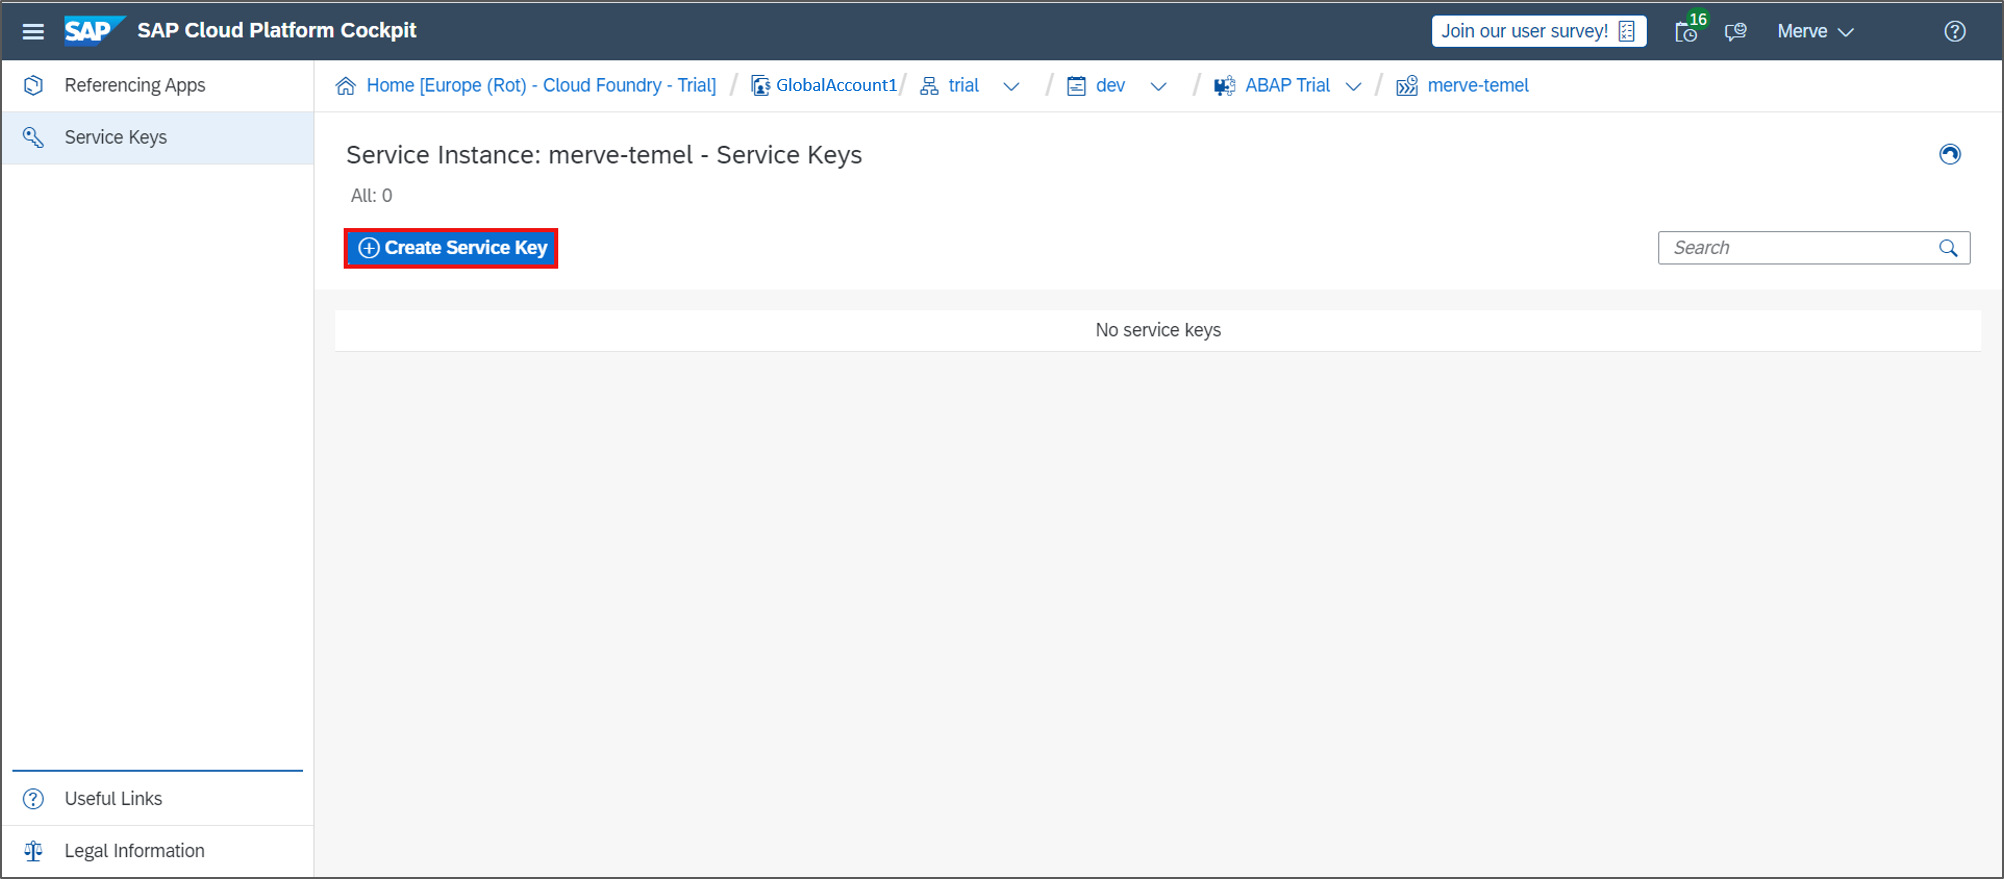 SAP SAP Cloud Platform Cockpit Join our user survey! 16 Merve
Referencing Apps
Service Keys
Home [Europe (Rot) - Cloud Foundry - Trial] / GlobalAccount1 / trial / dev / ABAP Trial / merve-temel
Service Instance: merve-temel - Service Keys
All: 0
Create Service Key
Search
No service keys
Useful Links
Legal Information